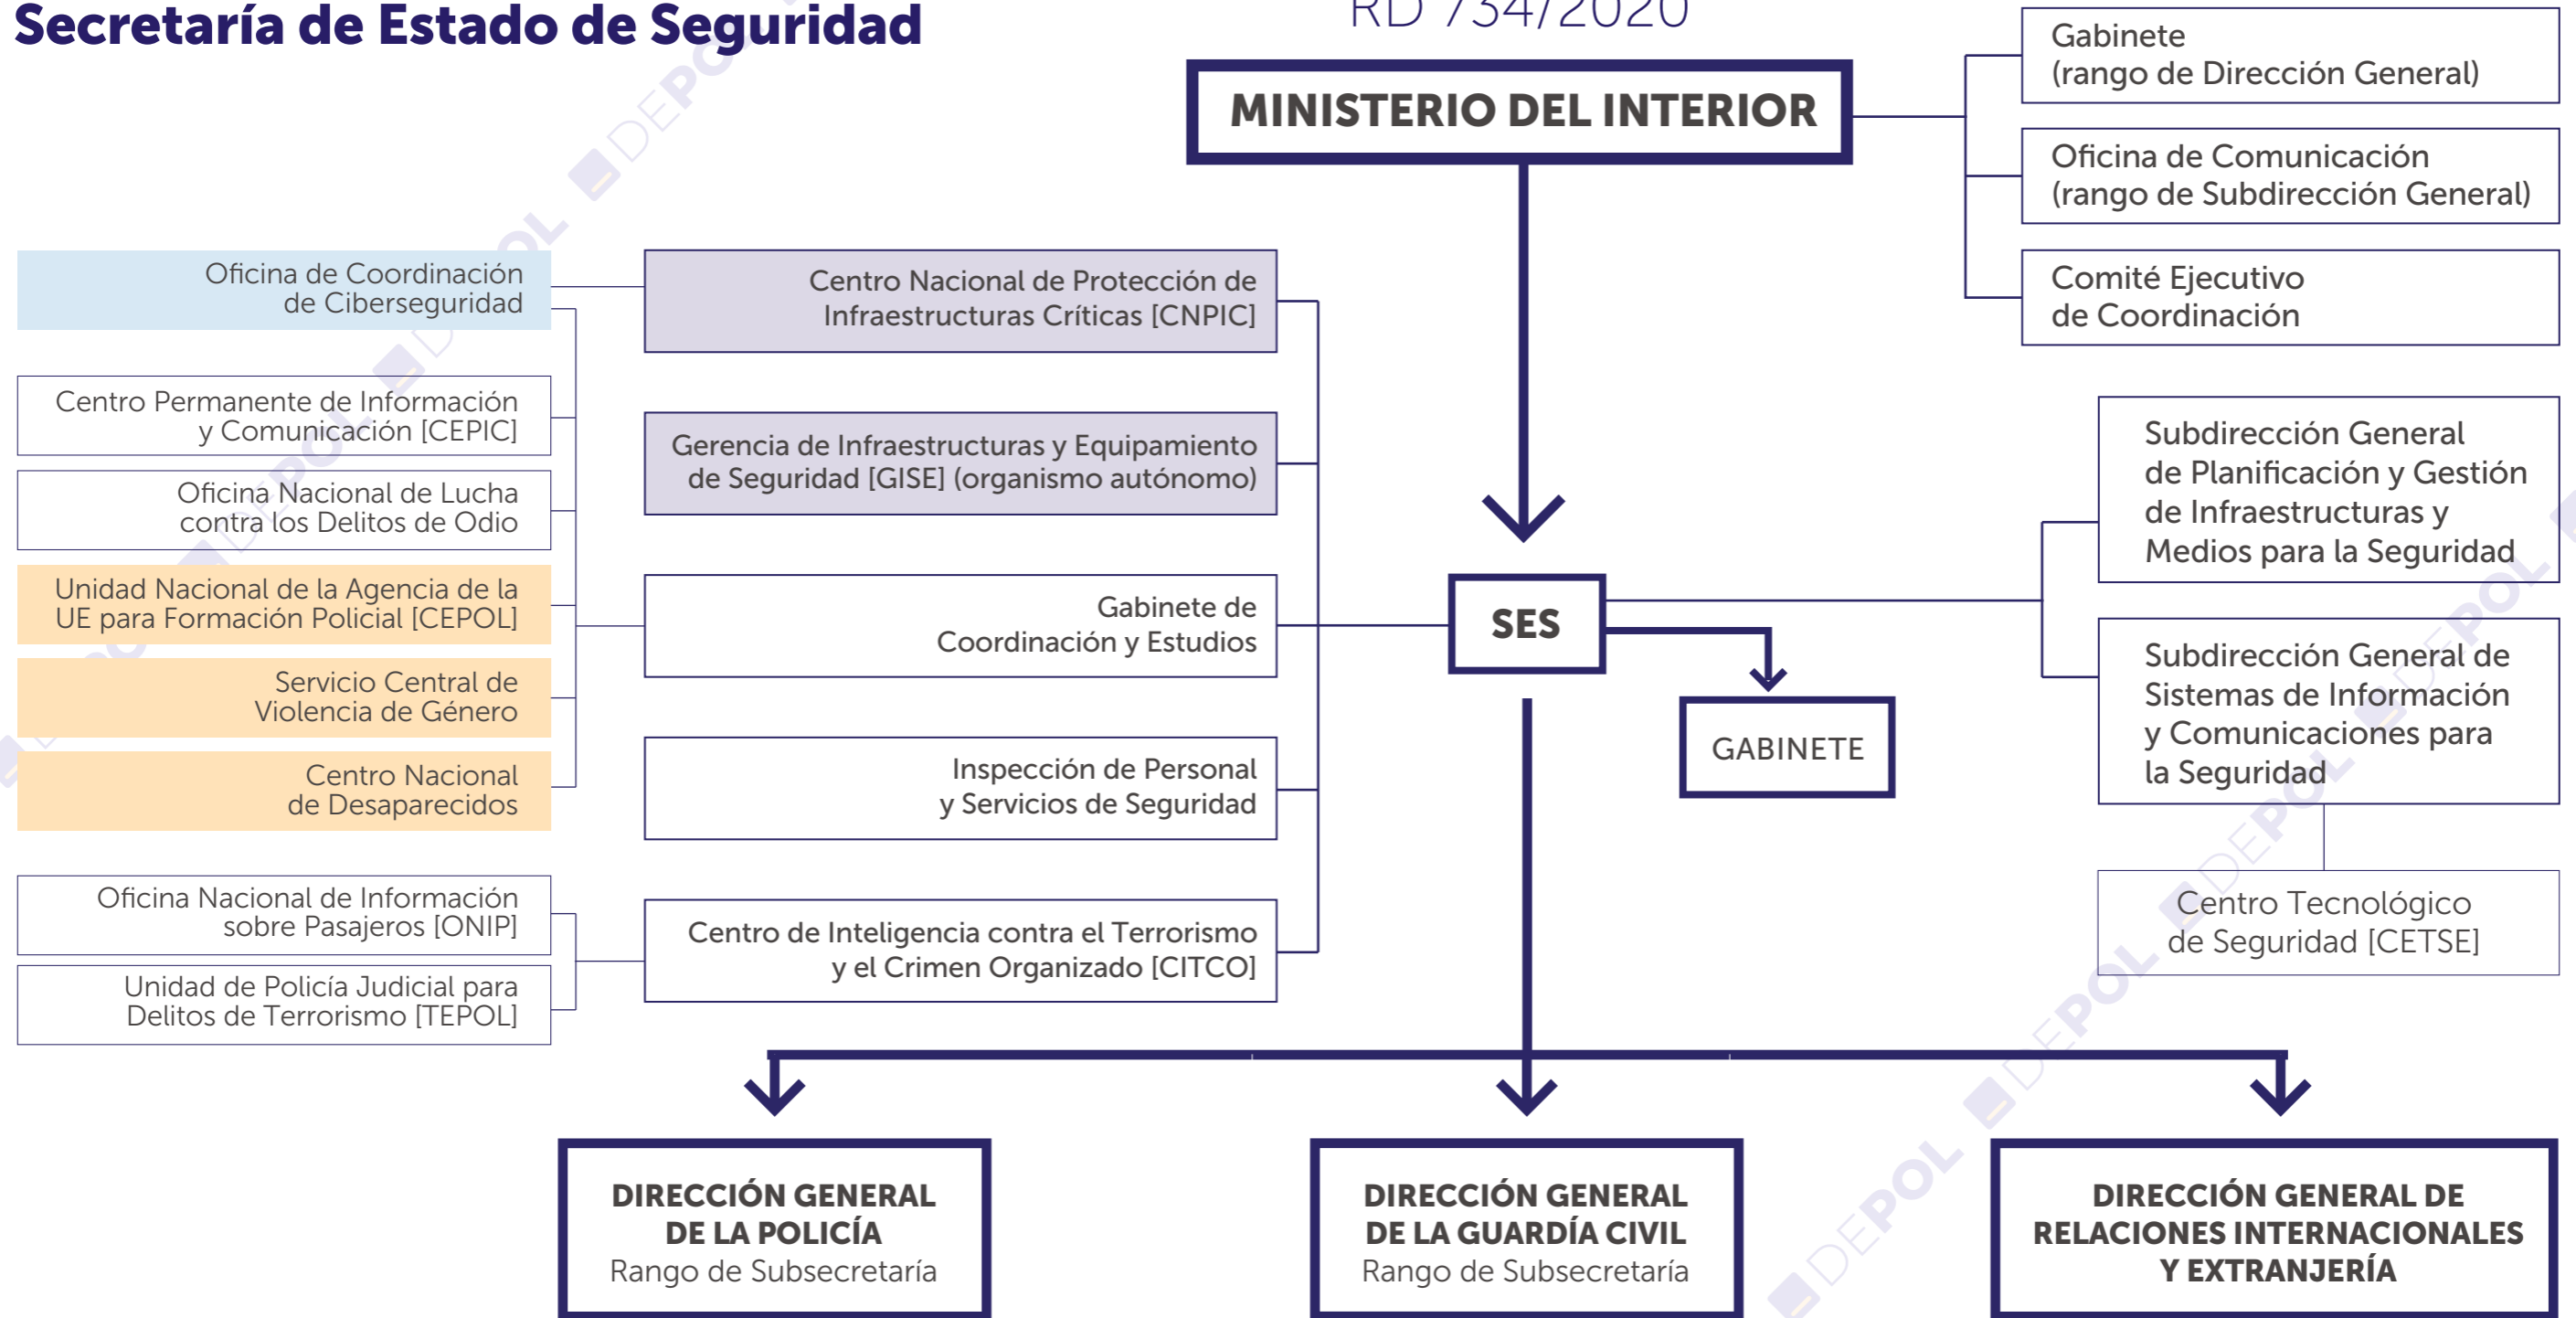 Secretaría de Estado de Seguridad
RD 734/2020
MINISTERIO DEL INTERIOR
Gabinete
(rango de Dirección General)
Oficina de Comunicación
(rango de Subdirección General)
Comité Ejecutivo
de Coordinación
Oficina de Coordinación
de Ciberseguridad
Centro Permanente de Información
y Comunicación [CEPIC]
Oficina Nacional de Lucha
contra los Delitos de Odio
Unidad Nacional de la Agencia de la
UE para Formación Policial [CEPOL]
Servicio Central de
Violencia de Género
Centro Nacional
de Desaparecidos
Oficina Nacional de Información
sobre Pasajeros [ONIP]
Unidad de Policía Judicial para
Delitos de Terrorismo [TEPOL]
Centro Nacional de Protección de
Infraestructuras Críticas [CNPIC]
Gerencia de Infraestructuras y Equipamiento
de Seguridad [GISE] (organismo autónomo)
Gabinete de
Coordinación y Estudios
Inspección de Personal
y Servicios de Seguridad
Centro de Inteligencia contra el Terrorismo
y el Crimen Organizado [CITCO]
SES
GABINETE
Subdirección General
de Planificación y Gestión
de Infraestructuras y
Medios para la Seguridad
Subdirección General de
Sistemas de Información
y Comunicaciones para
la Seguridad
Centro Tecnológico
de Seguridad [CETSE]
DIRECCIÓN GENERAL
DE LA POLICÍA
Rango de Subsecretaría
DIRECCIÓN GENERAL
DE LA GUARDÍA CIVIL
Rango de Subsecretaría
DIRECCIÓN GENERAL DE
RELACIONES INTERNACIONALES
Y EXTRANJERÍA
DEPOL
DEPOL
DEPOL
DEPOL
DEPOL
DEPOL
DEPOL
DEPOL